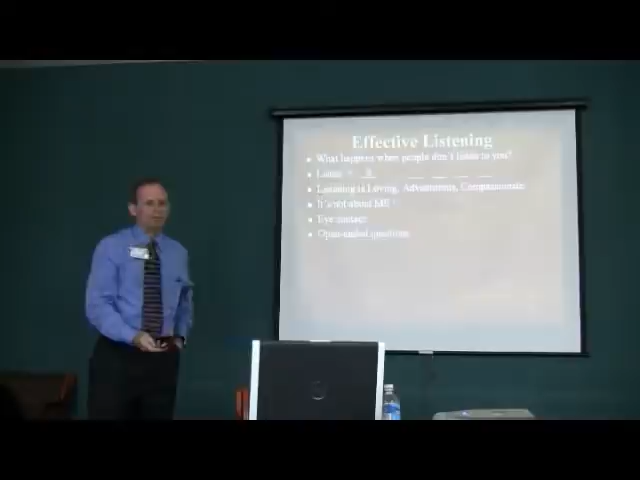 Effective Listening
What happens when people don't listen to you?
Listen = S _ _ _ _ _
Listening is Loving, Adventurous, Compassionate
It's not about ME!
Eye contact
Open-ended questions